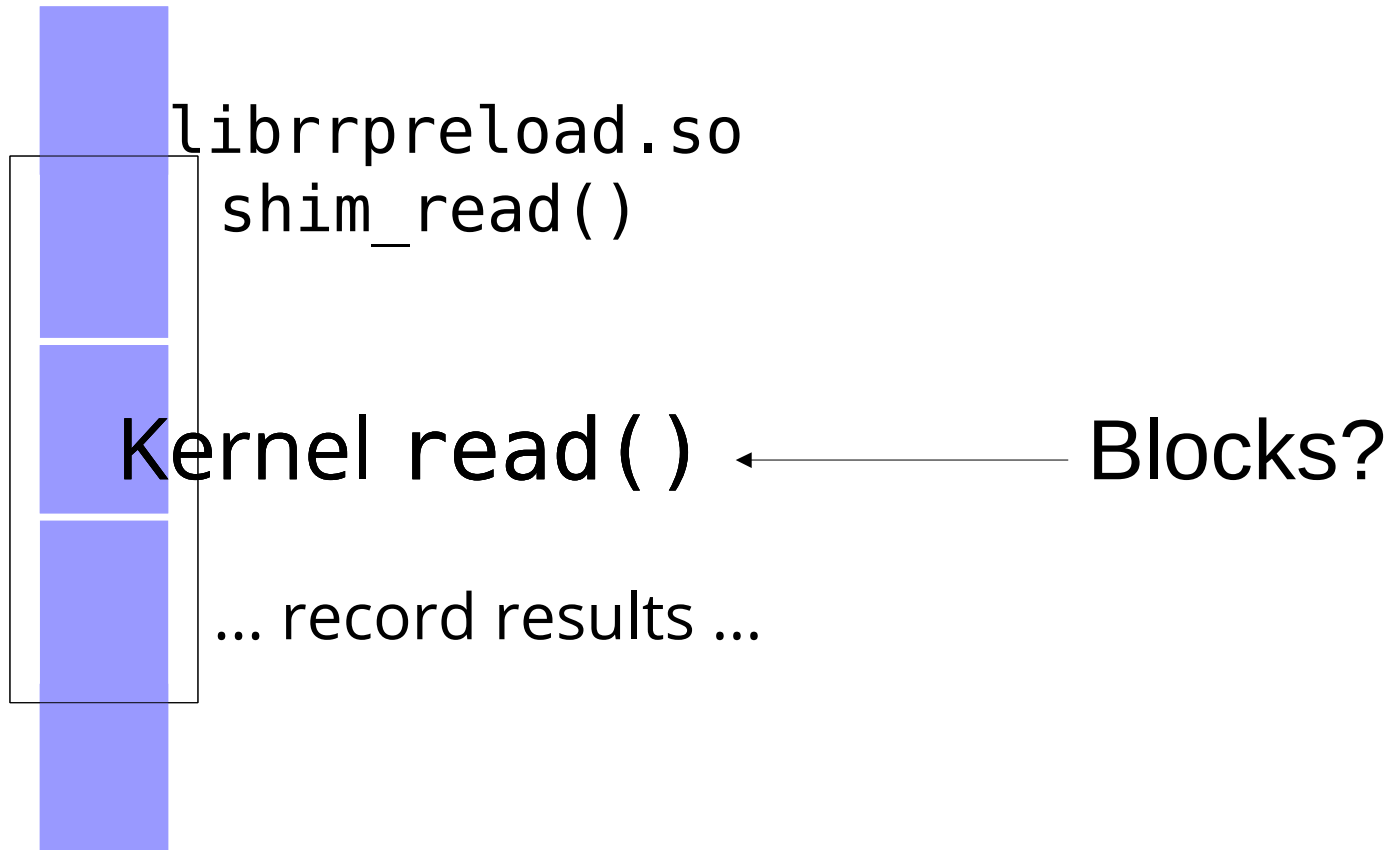 librrpreload.so
shim_read()
Kernel read()
Blocks?
... record results ...